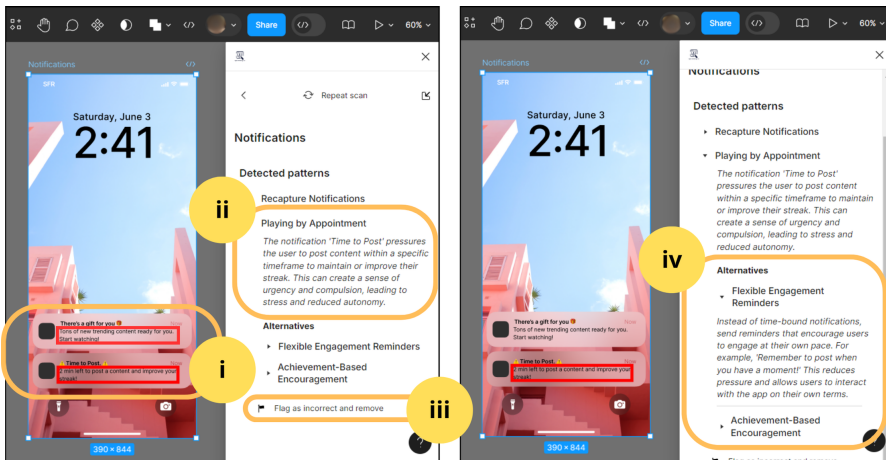 Share
60%
Notifications
SFR
Saturday, June 3
2:41
There's a gift for you
Now
Tons of new trending content ready for you.
Start watching!
Time to Post.
Now
2 min left to post a content and improve your
streak!
390 × 844
i
Repeat scan
Notifications
Detected patterns
Recapture Notifications
ii
Playing by Appointment
The notification 'Time to Post' pressures
the user to post content within a specific
timeframe to maintain or improve their
streak. This can create a sense of
urgency and compulsion, leading to
stress and reduced autonomy.
Alternatives
Flexible Engagement Reminders
Achievement-Based
Encouragement
Flag as incorrect and remove
iii
?
Share
60%
Notifications
SFR
Saturday, June 3
2:41
There's a gift for you
Now
Tons of new trending content ready for you.
Start watching!
Time to Post.
Now
2 min left to post a content and improve your
streak!
390 × 844
Notifications
Detected patterns
Recapture Notifications
Playing by Appointment
The notification 'Time to Post'
pressures the user to post content
within a specific timeframe to maintain
or improve their streak. This can
create a sense of urgency and
compulsion, leading to stress and
reduced autonomy.
iv
Alternatives
Flexible Engagement
Reminders
Instead of time-bound notifications,
send reminders that encourage users
to engage at their own pace. For
example, 'Remember to post when
you have a moment!' This reduces
pressure and allows users to interact
with the app on their own terms.
Achievement-Based
Encouragement
?
Flag as incorrect and remove